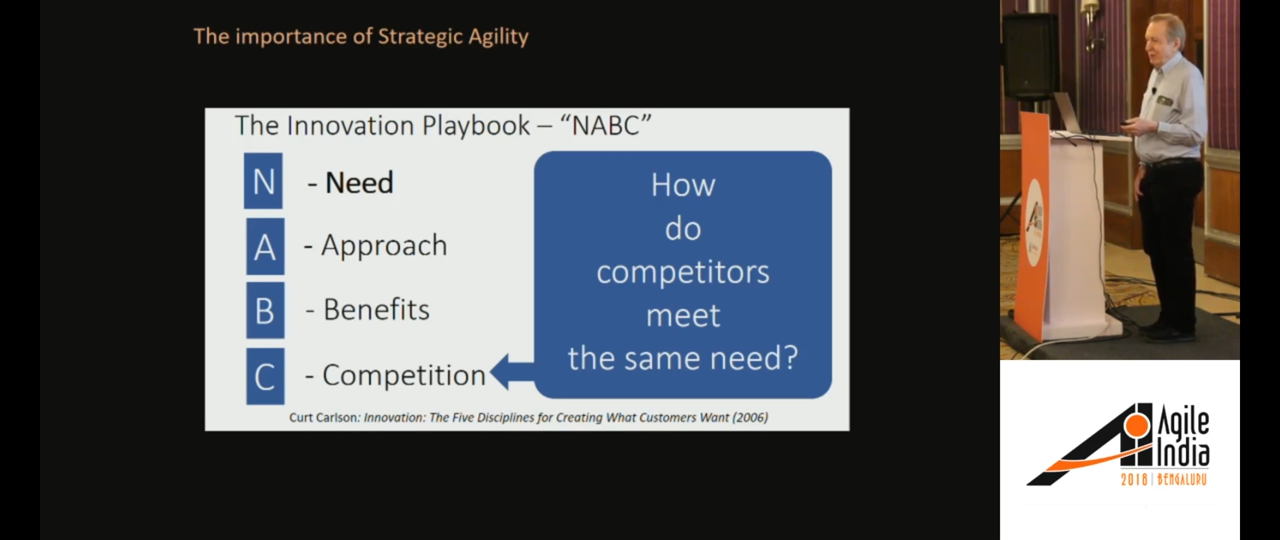 The importance of Strategic Agility
The Innovation Playbook – “NABC”
N - Need
A - Approach
B - Benefits
C - Competition
How
do
competitors
meet
the same need?
Curt Carlson: Innovation: The Five Disciplines for Creating What Customers Want (2006)
Agile
India
2018 | BENGALURU